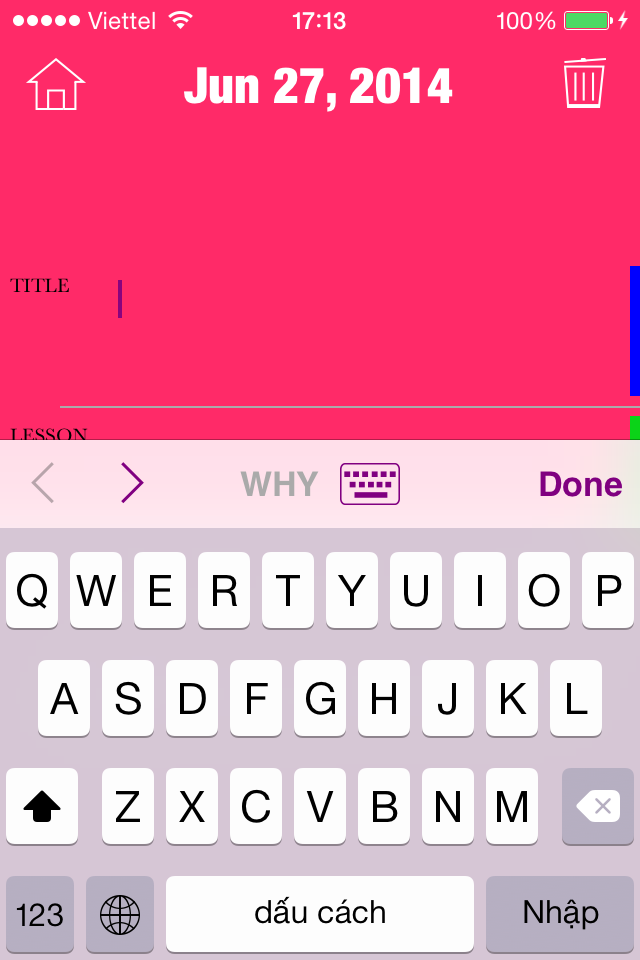 Viettel 17:13 100%
Jun 27, 2014
TITLE
LESSON
WHY Done
Q W E R T Y U I O P
A S D F G H J K L
Z X C V B N M
123 dấu cách Nhập